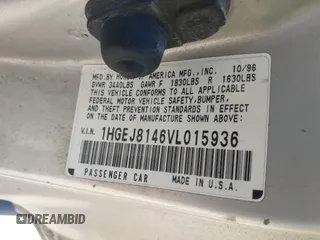 MFD. BY HONDA OF AMERICA MFG., INC. 10/96
GVWR 3440LBS GAWR F 1830LBS R 1630LBS
THIS VEHICLE CONFORMS TO ALL APPLICABLE
FEDERAL MOTOR VEHICLE SAFETY, BUMPER,
AND THEFT PREVENTION STANDARDS IN EFFECT
ON THE DATE OF MANUFACTURE SHOWN ABOVE.
V.I.N. 1HGEJ8146VL015936
PASSENGER CAR MADE IN U.S.A.
DREAMBID